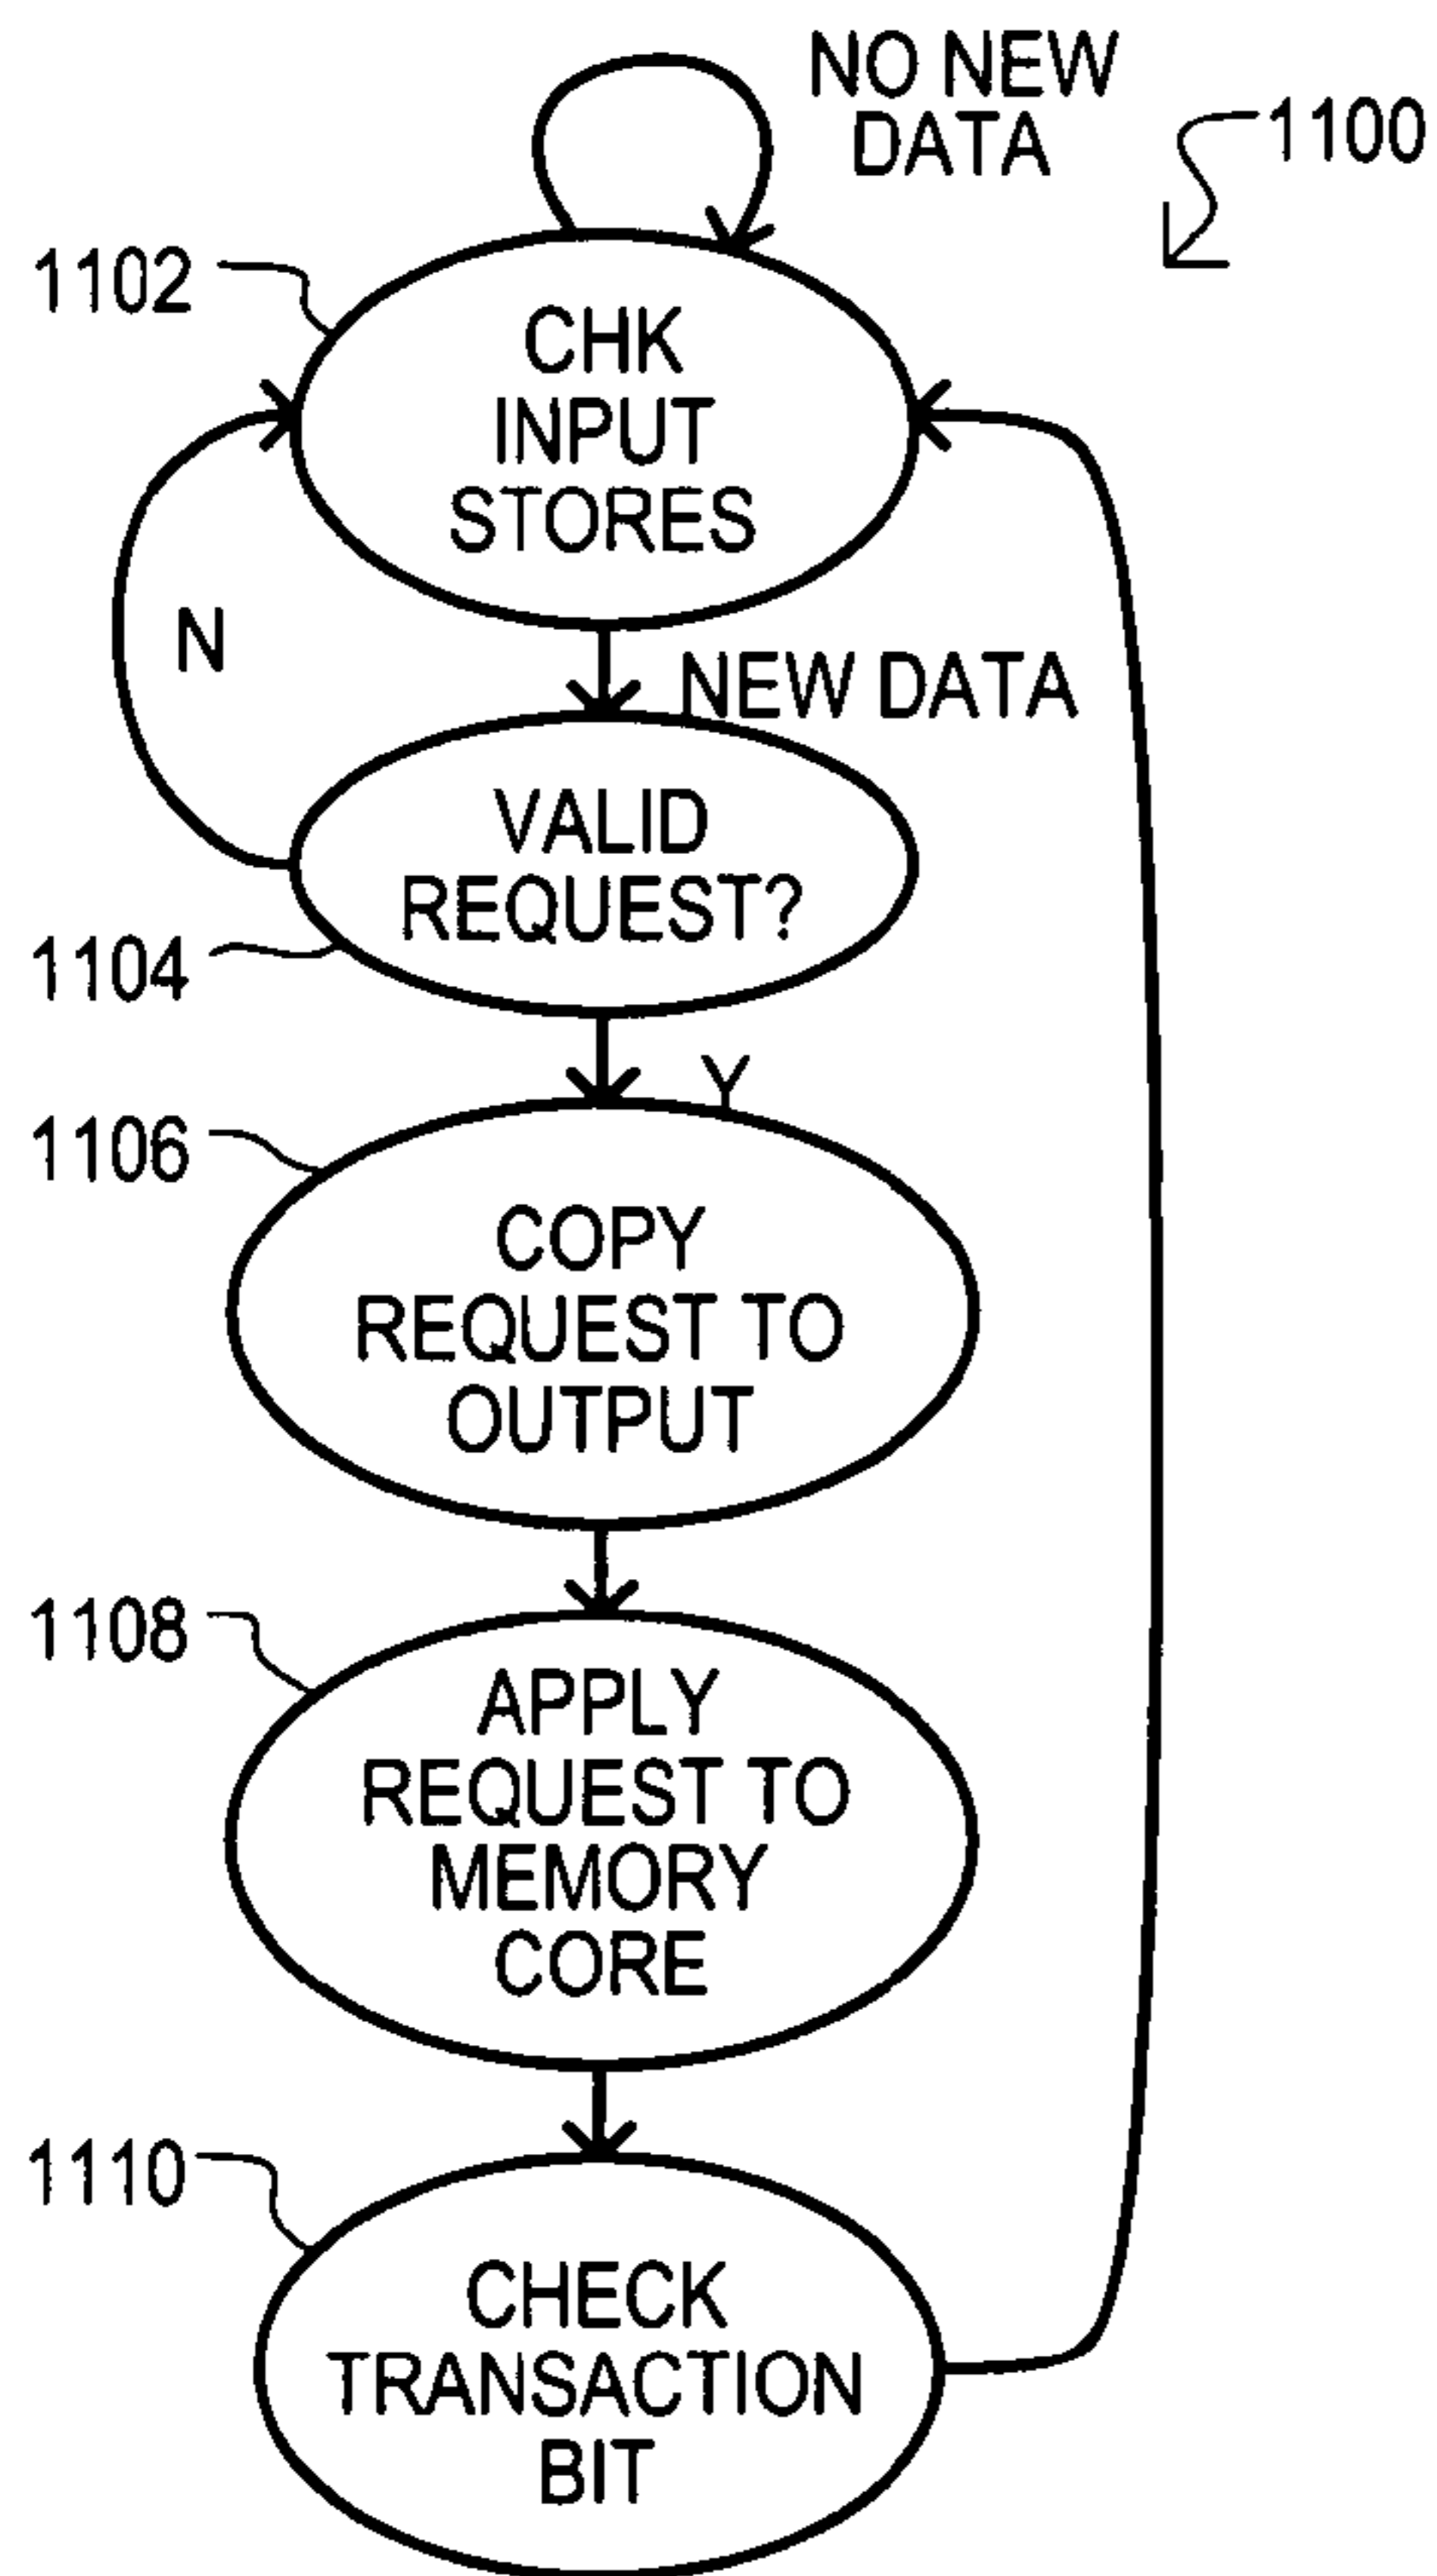 NO NEW
DATA
1100
1102
CHK
INPUT
STORES
N
NEW DATA
VALID
REQUEST?
1104
Y
1106
COPY
REQUEST TO
OUTPUT
1108
APPLY
REQUEST TO
MEMORY
CORE
1110
CHECK
TRANSACTION
BIT